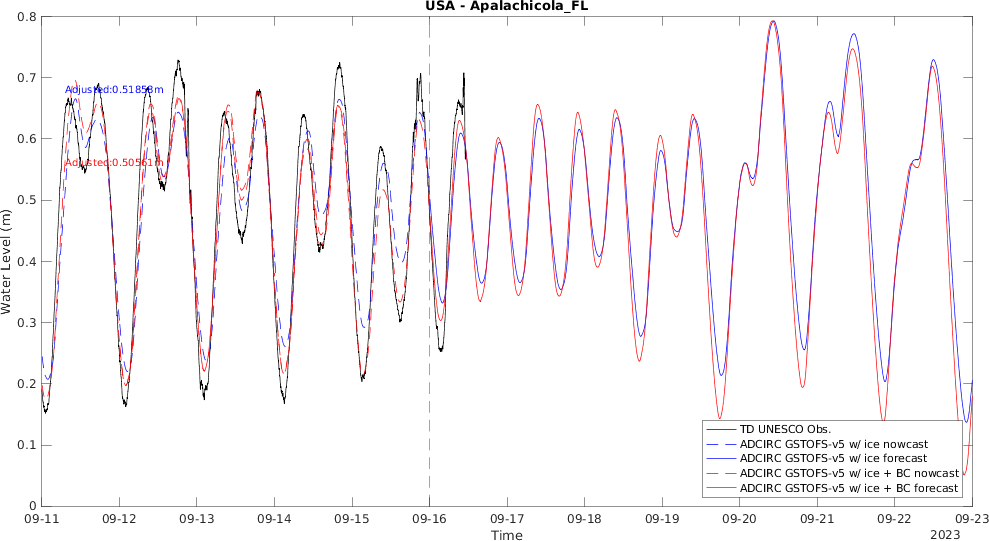 USA - Apalachicola_FL
0.8
0.7
0.6
0.5
0.4
0.3
0.2
0.1
0
Water Level (m)
Adjusted:0.51858m
Adjusted:0.50561m
TD UNESCO Obs.
ADCIRC GSTOFS-v5 w/ ice nowcast
ADCIRC GSTOFS-v5 w/ ice forecast
ADCIRC GSTOFS-v5 w/ ice + BC nowcast
ADCIRC GSTOFS-v5 w/ ice + BC forecast
09-11 09-12 09-13 09-14 09-15 09-16 09-17 09-18 09-19 09-20 09-21 09-22 09-23
Time
2023